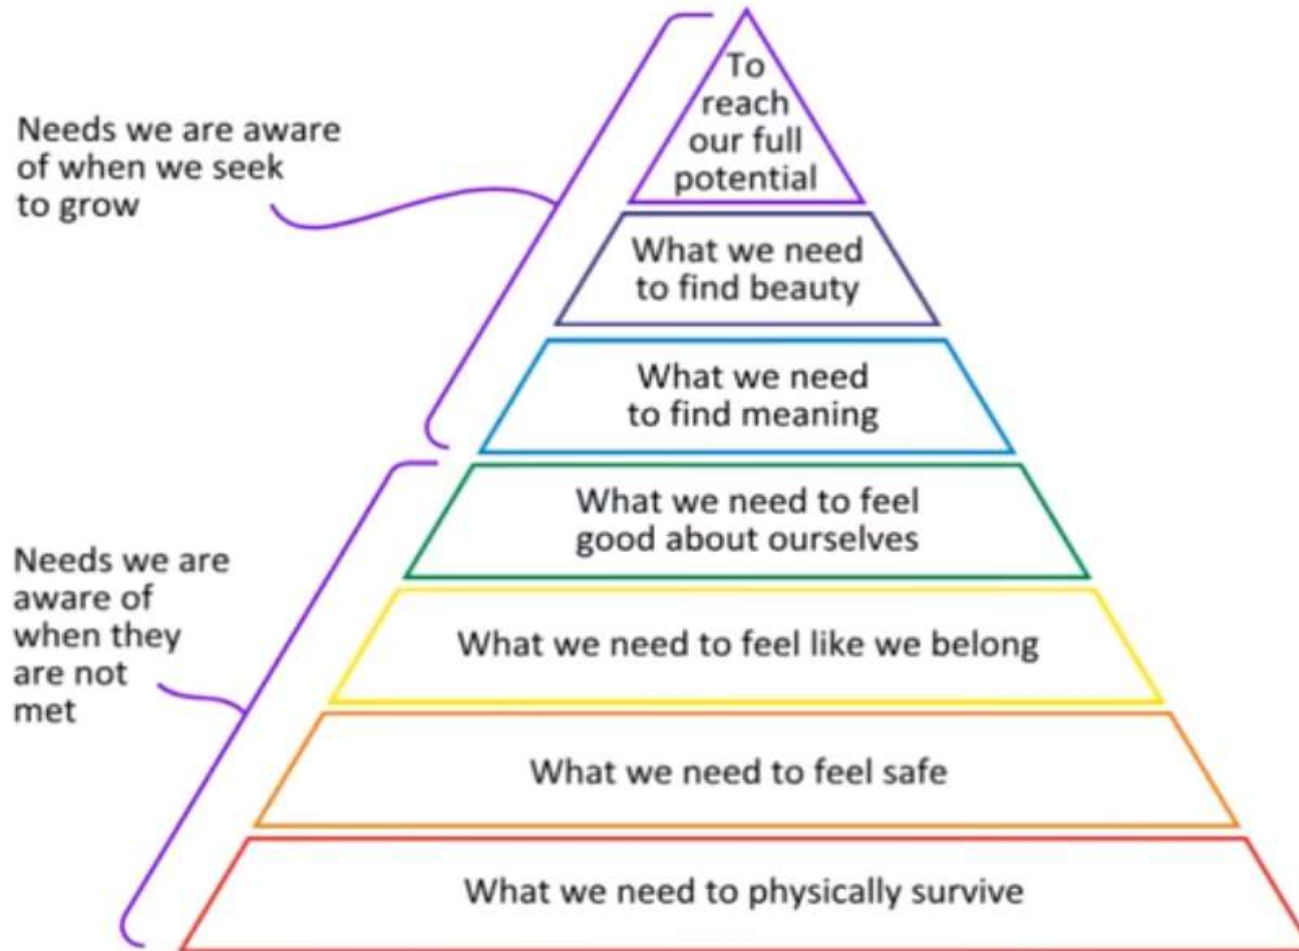 To
reach
our full
potential
Needs we are aware
of when we seek
to grow
What we need
to find beauty
What we need
to find meaning
What we need to feel
good about ourselves
Needs we are
aware of
when they
are not
met
What we need to feel like we belong
What we need to feel safe
What we need to physically survive